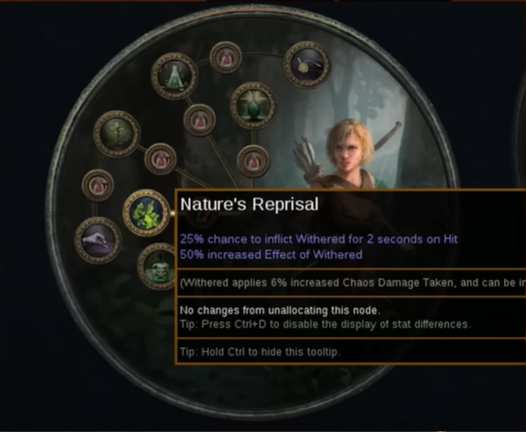 Nature's Reprisal
25% chance to inflict Withered for 2 seconds on Hit
50% increased Effect of Withered
(Withered applies 6% increased Chaos Damage Taken, and can be in
No changes from unallocating this node.
Tip: Press Ctrl+D to disable the display of stat differences.
Tip: Hold Ctrl to hide this tooltip.